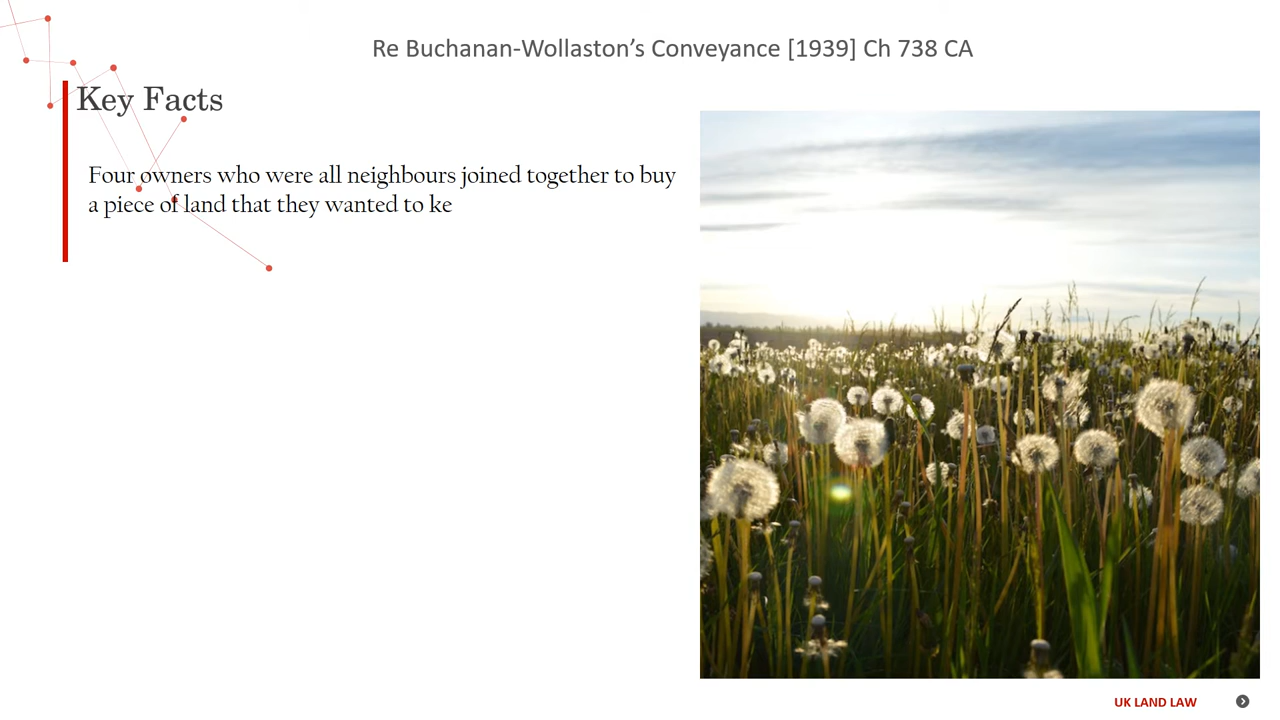 Re Buchanan-Wollaston’s Conveyance [1939] Ch 738 CA
Key Facts
Four owners who were all neighbours joined together to buy
a piece of land that they wanted to ke
UK LAND LAW